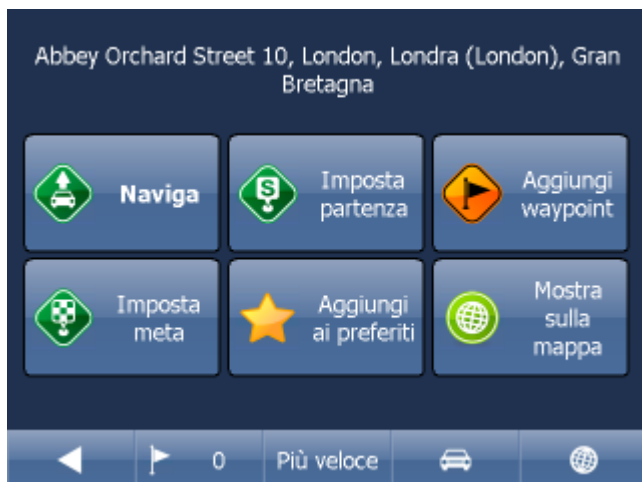 Abbey Orchard Street 10, London, Londra (London), Gran
Bretagna
Naviga
S
Imposta
partenza
Aggiungi
waypoint
Imposta
meta
Aggiungi
ai preferiti
Mostra
sulla
mappa
0
Più veloce